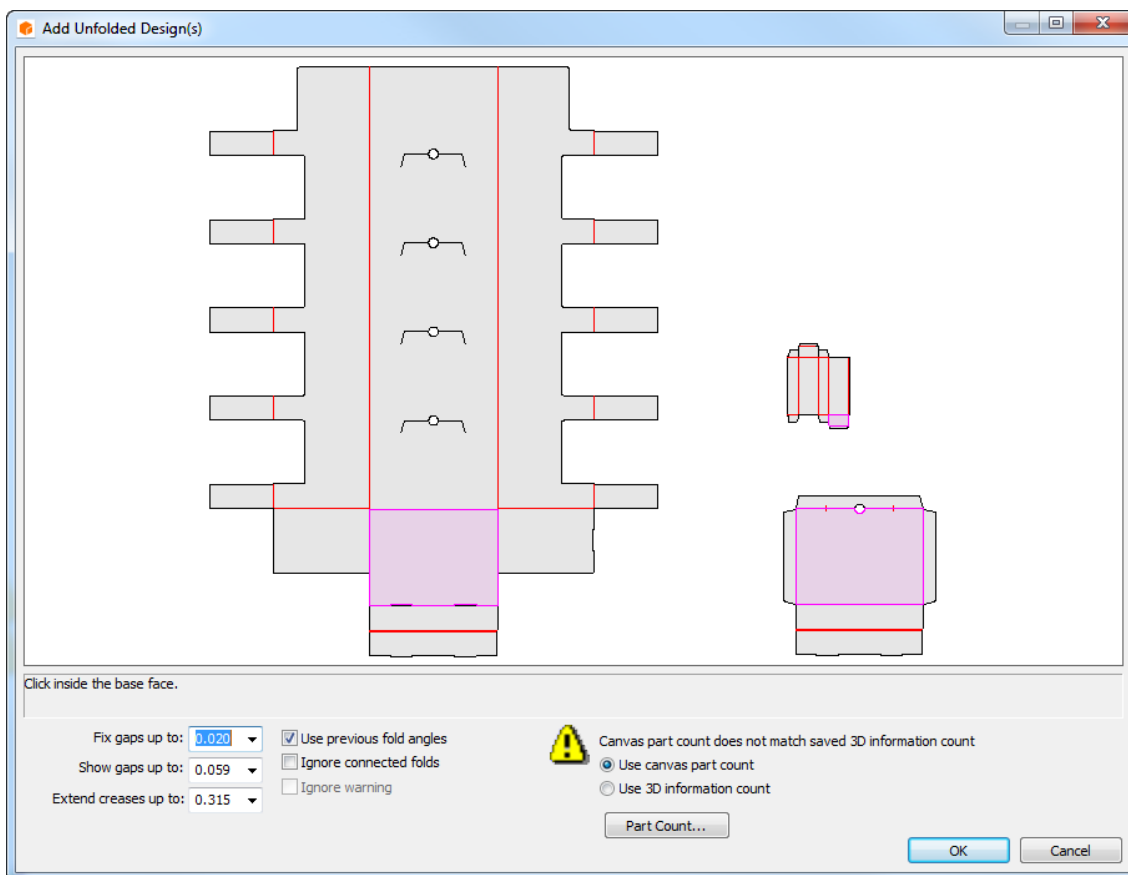 Add Unfolded Design(s)
Click inside the base face.
Fix gaps up to: 0.020
Show gaps up to: 0.059
Extend creases up to: 0.315
Use previous fold angles
Ignore connected folds
Ignore warning
Canvas part count does not match saved 3D information count
Use canvas part count
Use 3D information count
Part Count...
OK
Cancel